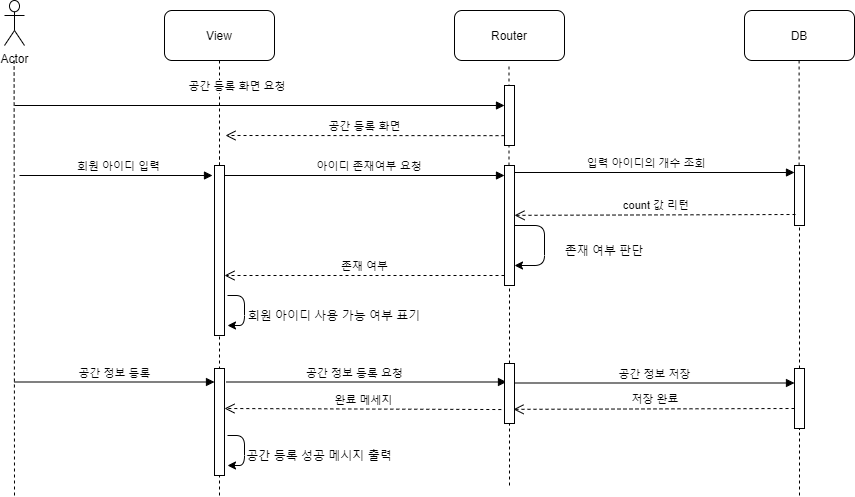 Actor
View
Router
DB
공간 등록 화면 요청
공간 등록 화면
회원 아이디 입력
아이디 존재여부 요청
입력 아이디의 개수 조회
count 값 리턴
존재 여부 판단
존재 여부
회원 아이디 사용 가능 여부 표기
공간 정보 등록
공간 정보 등록 요청
공간 정보 저장
완료 메세지
저장 완료
공간 등록 성공 메시지 출력